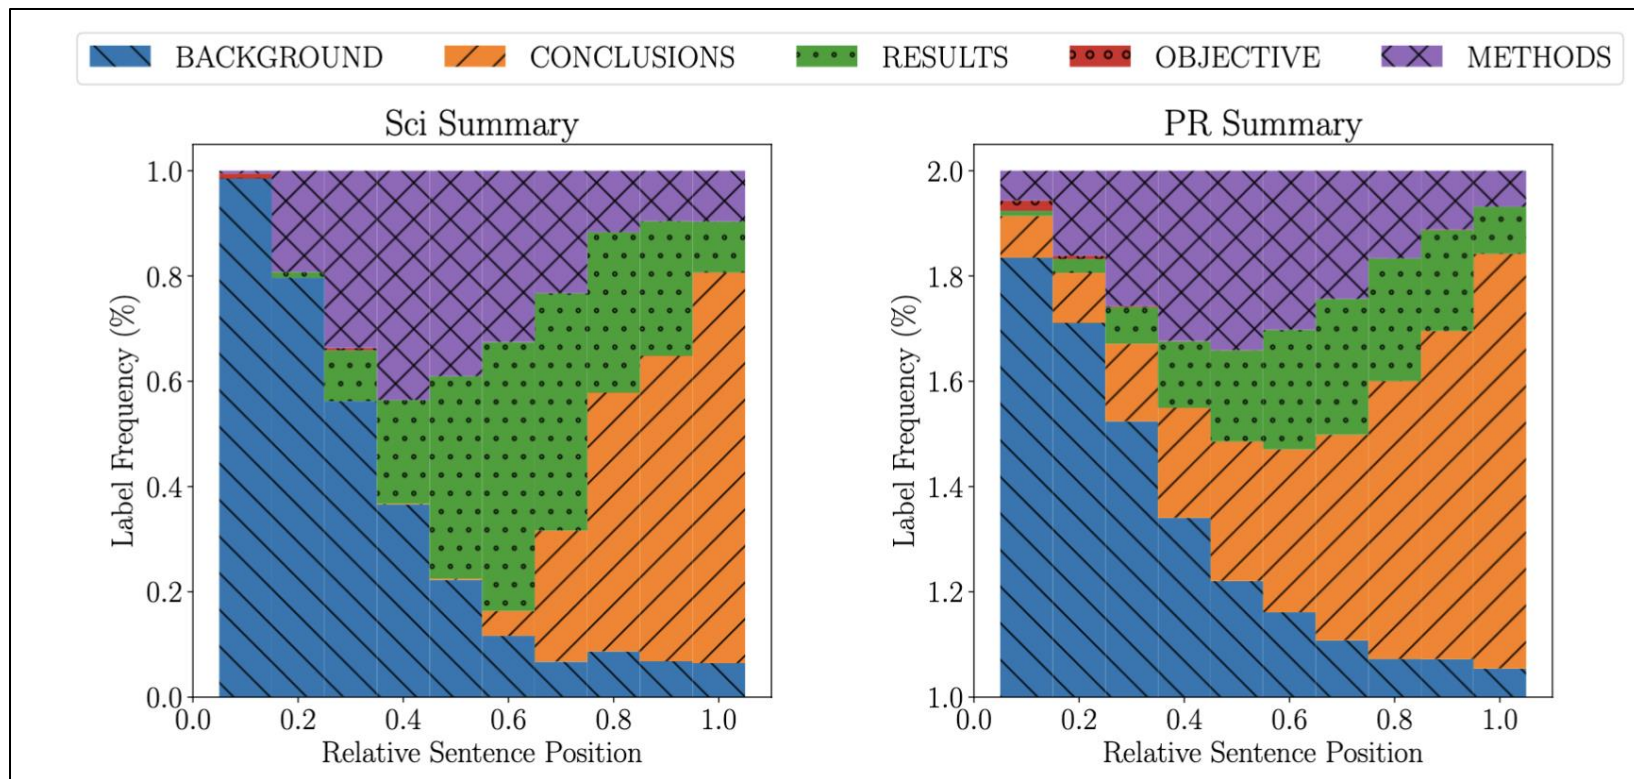 BACKGROUND CONCLUSIONS RESULTS OBJECTIVE METHODS
Sci Summary
1.0
0.8
0.6
0.4
0.2
0.0
Label Frequency (%)
0.0 0.2 0.4 0.6 0.8 1.0
Relative Sentence Position
PR Summary
2.0
1.8
1.6
1.4
1.2
1.0
Label Frequency (%)
0.0 0.2 0.4 0.6 0.8 1.0
Relative Sentence Position